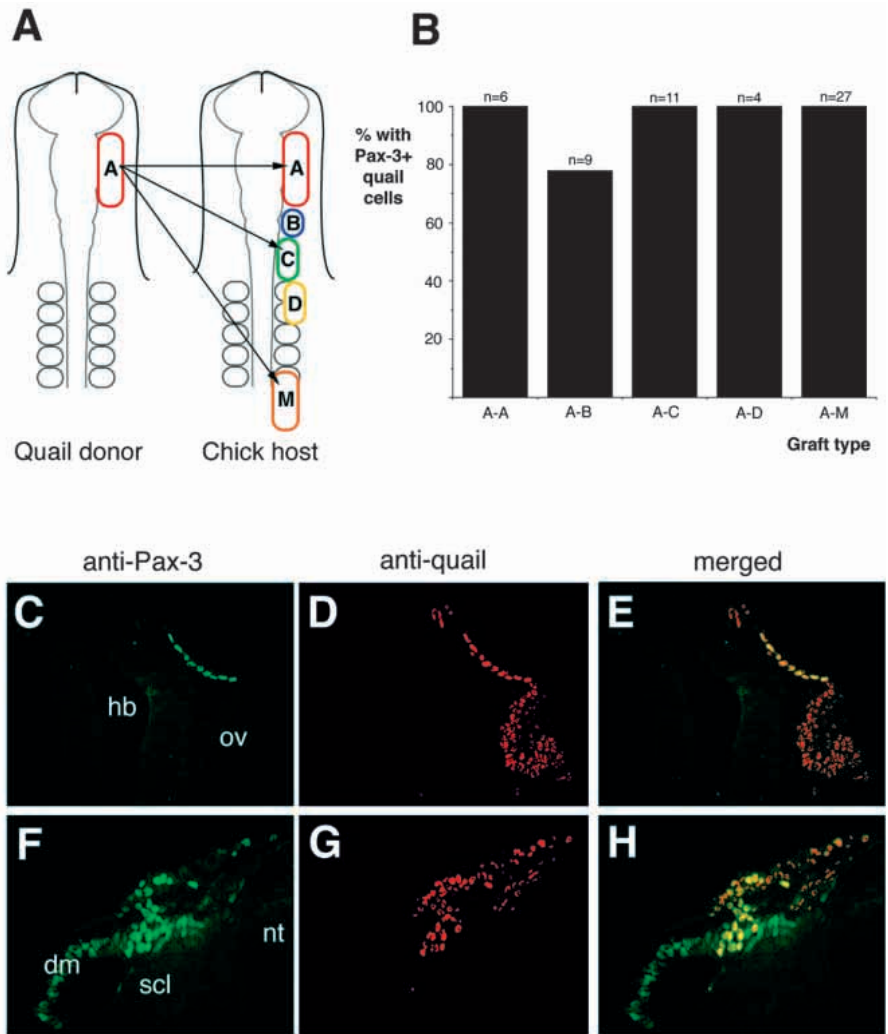 A
A
A
B
C
D
M
Quail donor
Chick host
B
% with
Pax-3+
quail
cells
100
80
60
40
20
n=6
n=9
n=11
n=4
n=27
A-A
A-B
A-C
A-D
A-M
Graft type
anti-Pax-3
anti-quail
merged
C
hb
ov
D
E
F
nt
dm
scl
G
H